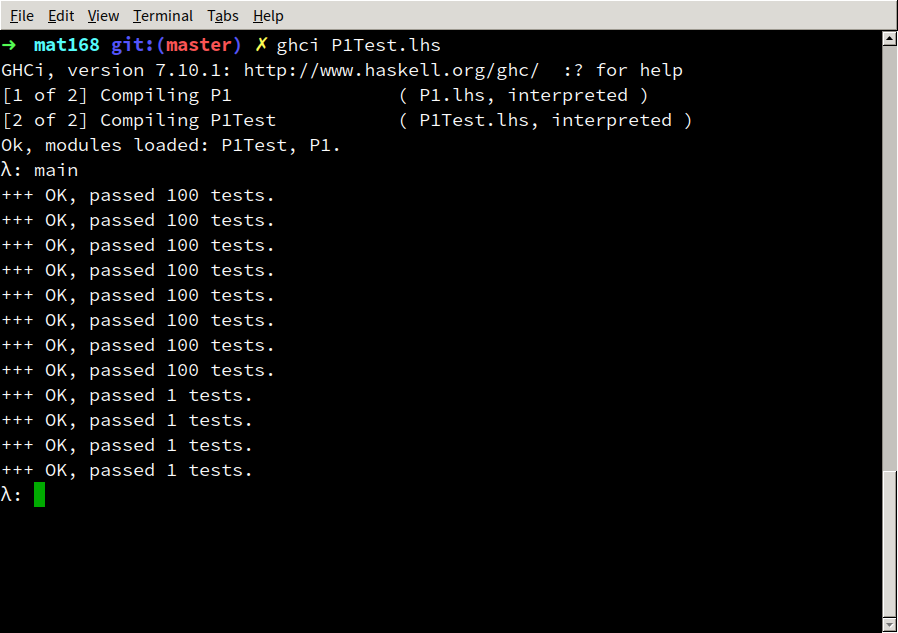 File Edit View Terminal Tabs Help
→ mat168 git:(master) ✗ ghci P1Test.lhs
GHCi, version 7.10.1: http://www.haskell.org/ghc/  :? for help
[1 of 2] Compiling P1               ( P1.lhs, interpreted )
[2 of 2] Compiling P1Test           ( P1Test.lhs, interpreted )
Ok, modules loaded: P1Test, P1.
λ: main
+++ OK, passed 100 tests.
+++ OK, passed 100 tests.
+++ OK, passed 100 tests.
+++ OK, passed 100 tests.
+++ OK, passed 100 tests.
+++ OK, passed 100 tests.
+++ OK, passed 100 tests.
+++ OK, passed 100 tests.
+++ OK, passed 1 tests.
+++ OK, passed 1 tests.
+++ OK, passed 1 tests.
+++ OK, passed 1 tests.
λ: